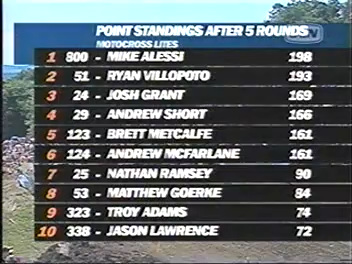 POINT STANDINGS AFTER 5 ROUNDS
MOTOCROSS LITES
1 800 - MIKE ALESSI 198
2 51 - RYAN VILLOPOTO 193
3 24 - JOSH GRANT 169
4 29 - ANDREW SHORT 166
5 123 - BRETT METCALFE 161
6 124 - ANDREW MCFARLANE 161
7 25 - NATHAN RAMSEY 90
8 53 - MATTHEW GOERKE 84
9 323 - TROY ADAMS 74
10 338 - JASON LAWRENCE 72